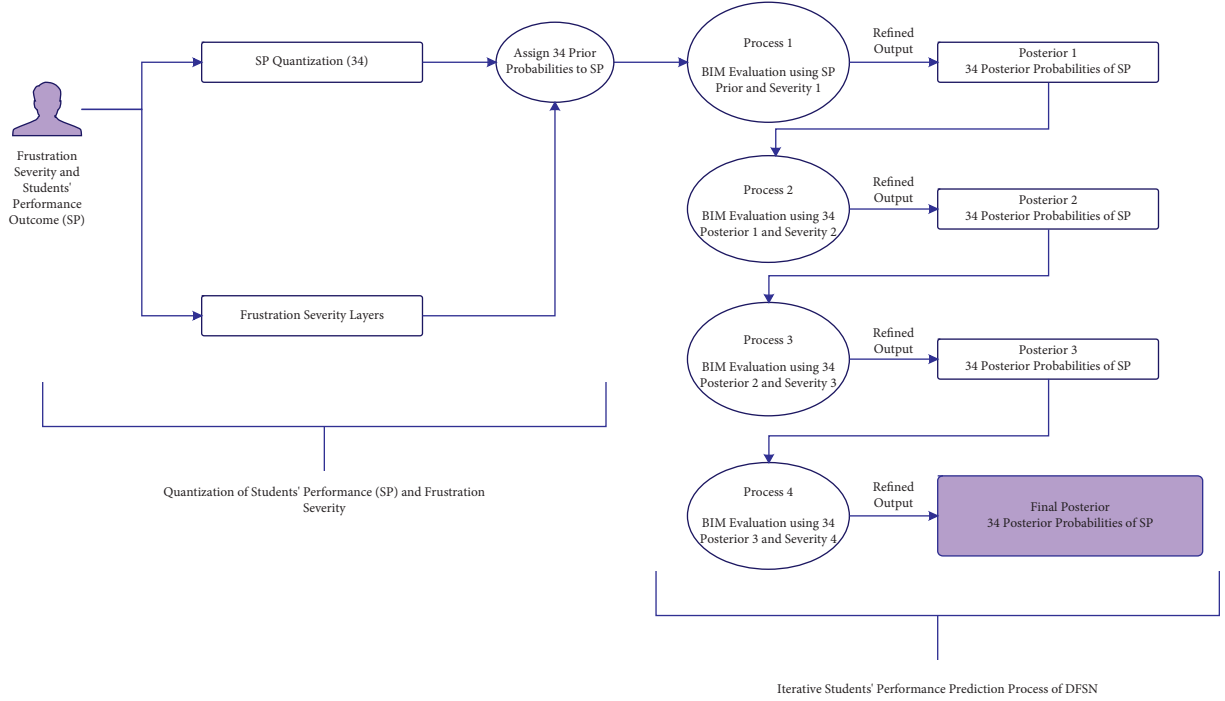 Frustration
Severity and
Students'
Performance
Outcome (SP)
SP Quantization (34)
Frustration Severity Layers
Assign 34 Prior
Probabilities to SP
Quantization of Students' Performance (SP) and Frustration
Severity
Process 1
BIM Evaluation using SP
Prior and Severity 1
Refined
Output
Posterior 1
34 Posterior Probabilities of SP
Process 2
BIM Evaluation using 34
Posterior 1 and Severity 2
Refined
Output
Posterior 2
34 Posterior Probabilities of SP
Process 3
BIM Evaluation using 34
Posterior 2 and Severity 3
Refined
Output
Posterior 3
34 Posterior Probabilities of SP
Process 4
BIM Evaluation using 34
Posterior 3 and Severity 4
Refined
Output
Final Posterior
34 Posterior Probabilities of SP
Iterative Students' Performance Prediction Process of DFSN